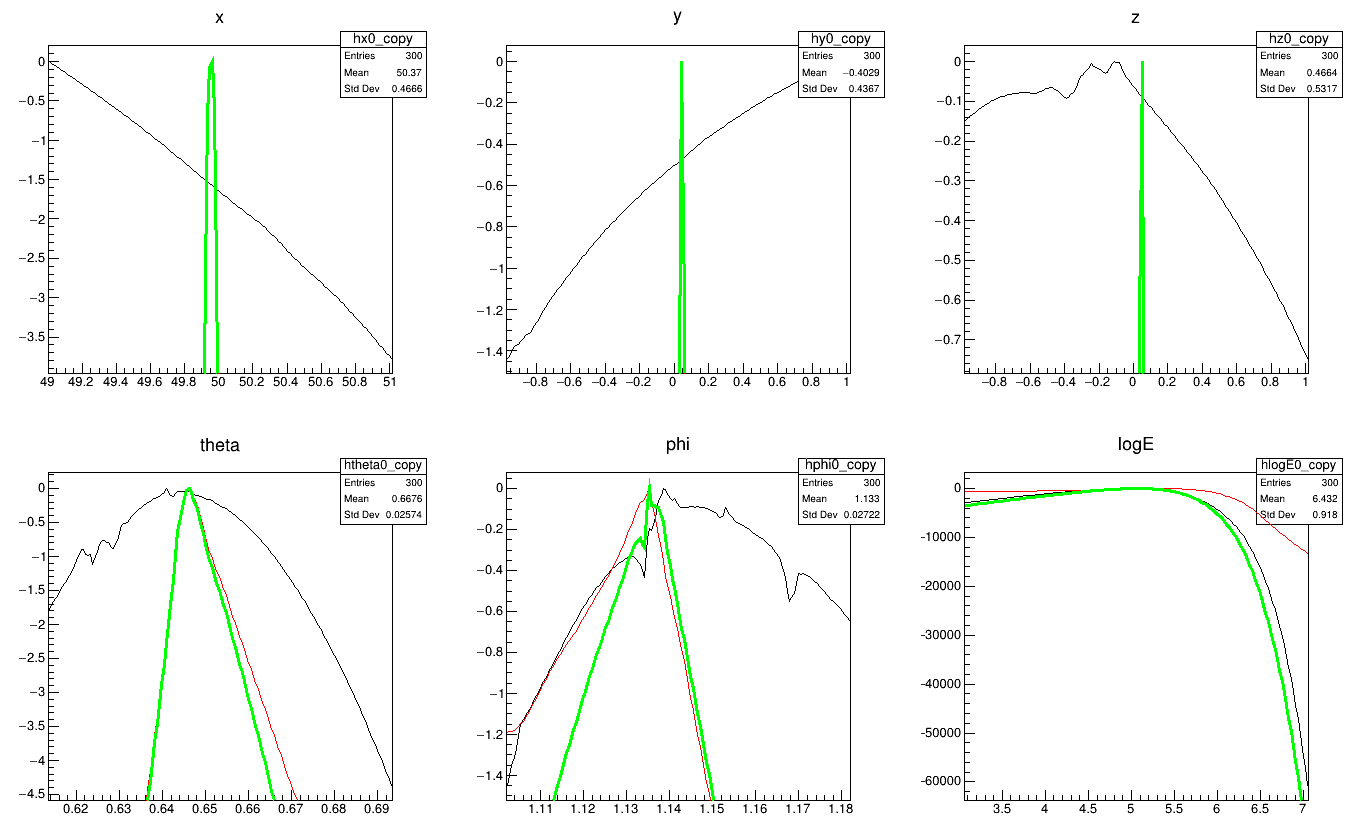 x
hx0_copy
Entries 300
Mean 50.37
Std Dev 0.4666
0
−0.5
−1
−1.5
−2
−2.5
−3
−3.5
49 49.2 49.4 49.6 49.8 50 50.2 50.4 50.6 50.8 51
y
hy0_copy
Entries 300
Mean −0.4029
Std Dev 0.4367
0
−0.2
−0.4
−0.6
−0.8
−1
−1.2
−1.4
−0.8 −0.6 −0.4 −0.2 0 0.2 0.4 0.6 0.8 1
z
hz0_copy
Entries 300
Mean 0.4664
Std Dev 0.5317
0
−0.1
−0.2
−0.3
−0.4
−0.5
−0.6
−0.7
−0.8 −0.6 −0.4 −0.2 0 0.2 0.4 0.6 0.8 1
theta
htheta0_copy
Entries 300
Mean 0.6676
Std Dev 0.02574
0
−0.5
−1
−1.5
−2
−2.5
−3
−3.5
−4
−4.5
0.62 0.63 0.64 0.65 0.66 0.67 0.68 0.69
phi
hphi0_copy
Entries 300
Mean 1.133
Std Dev 0.02722
0
−0.2
−0.4
−0.6
−0.8
−1
−1.2
−1.4
1.11 1.12 1.13 1.14 1.15 1.16 1.17 1.18
logE
hlogE0_copy
Entries 300
Mean 6.432
Std Dev 0.918
0
−10000
−20000
−30000
−40000
−50000
−60000
3.5 4 4.5 5 5.5 6 6.5 7